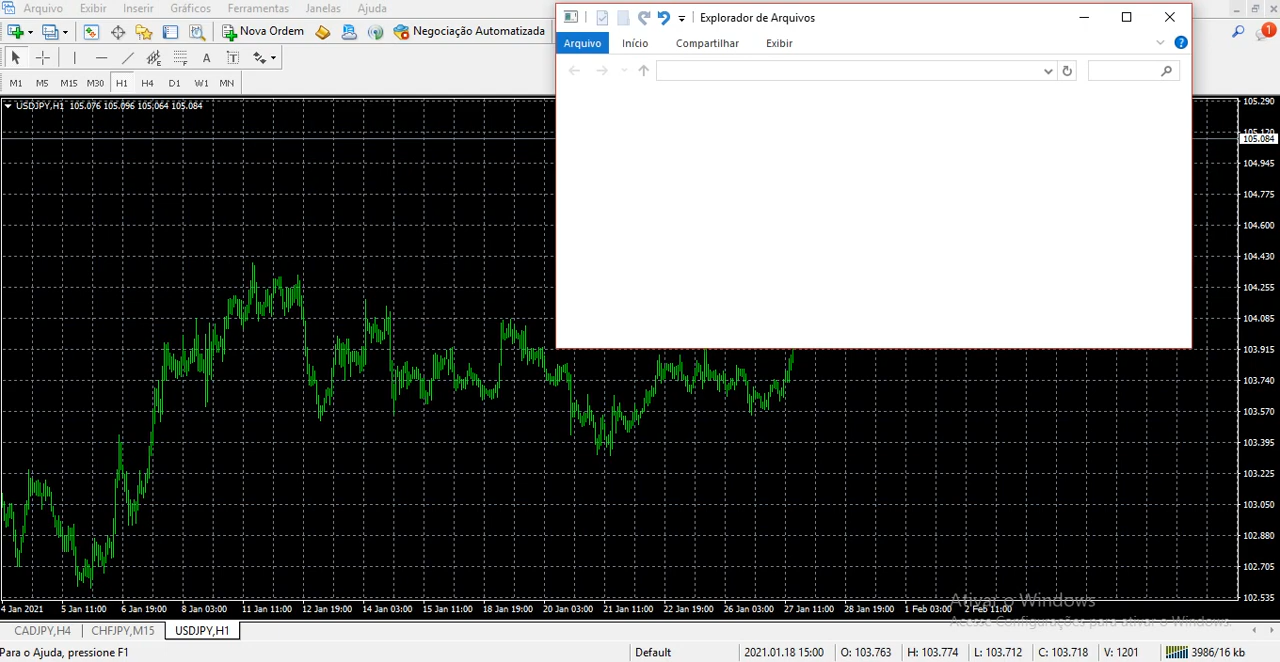 Arquivo Exibir Inserir Gráficos Ferramentas Janelas Ajuda
Explorador de Arquivos
Nova Ordem Negociação Automatizada
1
Arquivo Início Compartilhar Exibir
E F A T
M1 M5 M15 M30 H1 H4 D1 W1 MN
USDJPY,H1 105.076 105.096 105.064 105.084
105.290
105.120
105.084
104.945
104.775
104.600
104.430
104.255
104.085
103.915
103.740
103.570
103.395
103.225
103.050
102.880
102.705
102.535
4 Jan 2021 5 Jan 11:00 6 Jan 19:00 8 Jan 03:00 11 Jan 11:00 12 Jan 19:00 14 Jan 03:00 15 Jan 11:00 18 Jan 19:00 20 Jan 03:00 21 Jan 11:00 22 Jan 19:00 26 Jan 03:00 27 Jan 11:00 28 Jan 19:00 1 Feb 03:00 2 Feb 11:00
Ativar o Windows
Acesse Configurações para ativar o Windows.
CADJPY,H4 CHFJPY,M15 USDJPY,H1
Para o Ajuda, pressione F1 Default 2021.01.18 15:00 O: 103.763 H: 103.774 L: 103.712 C: 103.718 V: 1201 3986/16 kb